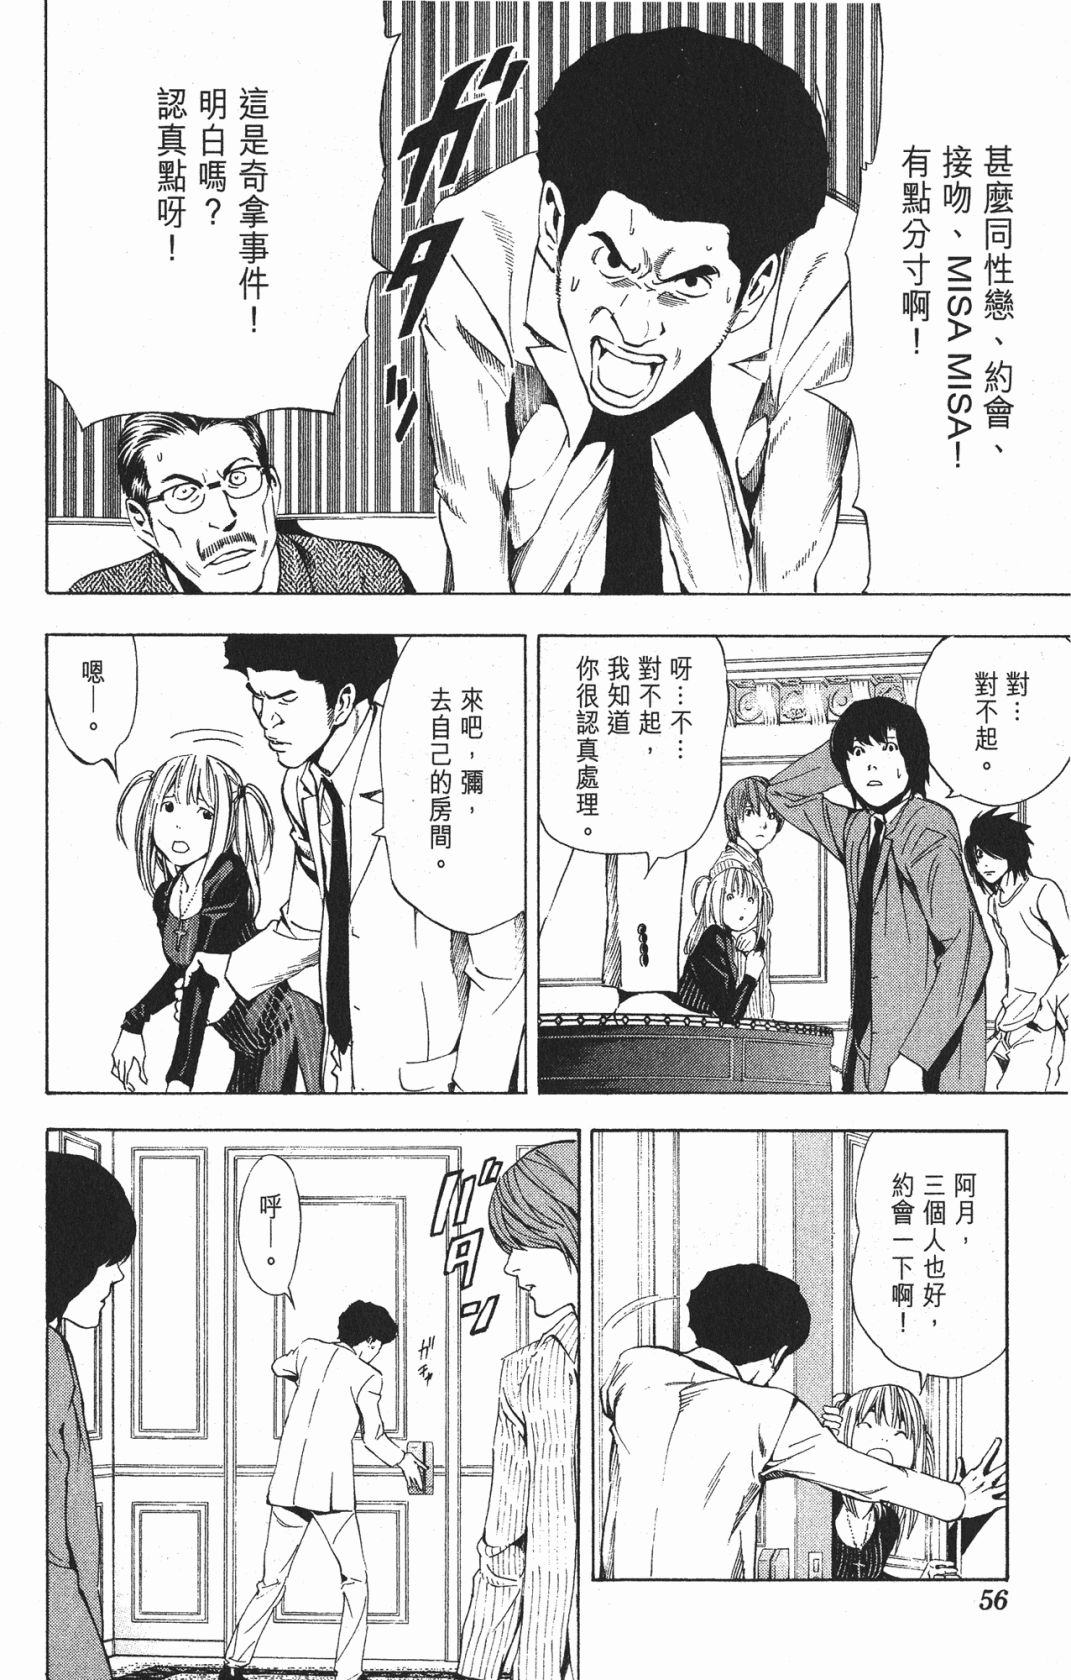 甚麼同性戀、約會、
接吻、MISA MISA！
有點分寸啊！
ガタッ
這是奇拿事件！
明白嗎？
認真點呀！
對…
對不起。
呀…不…
對不起，
我知道
你很認真處理。
來吧，彌，
去自己的房間。
嗯—。
阿月，
三個人也好，
約會一下啊！
バタン
ガチャ
呼—。
56